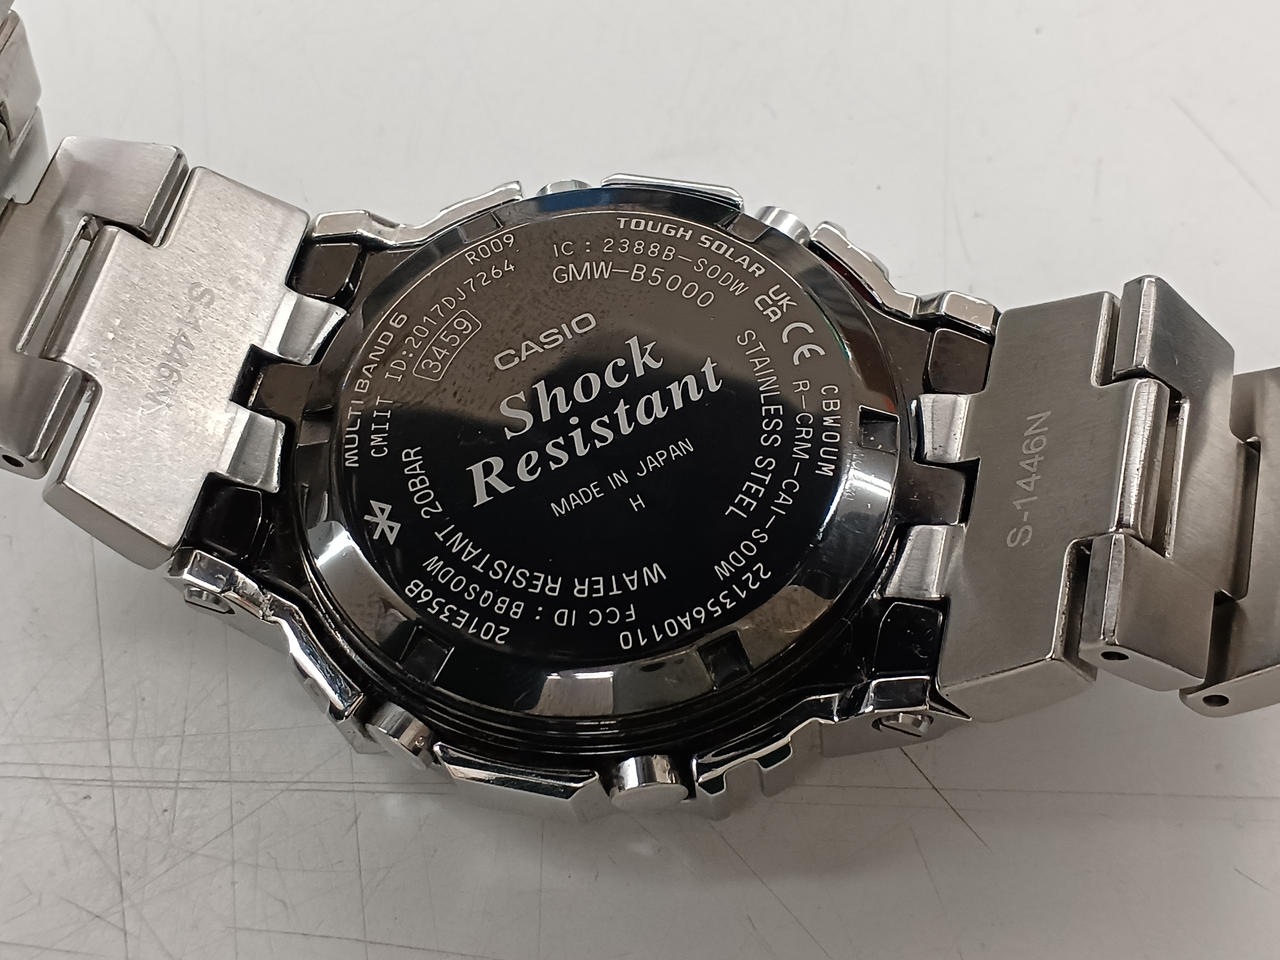 TOUGH SOLAR
R009
IC : 2388B-SODW
CMIIT ID:2017DJ7264
GMW-B5000
MULTIBAND 6
3459
UK CA CE
CASIO
Shock
Resistant
MADE IN JAPAN
H
STAINLESS STEEL
R-CRM-CAI-SODW
CBWOUM
WATER RESISTANT 20BAR
FCC ID : BBQSODW
201E356B
221356A0110
S-1446N
S-1446N